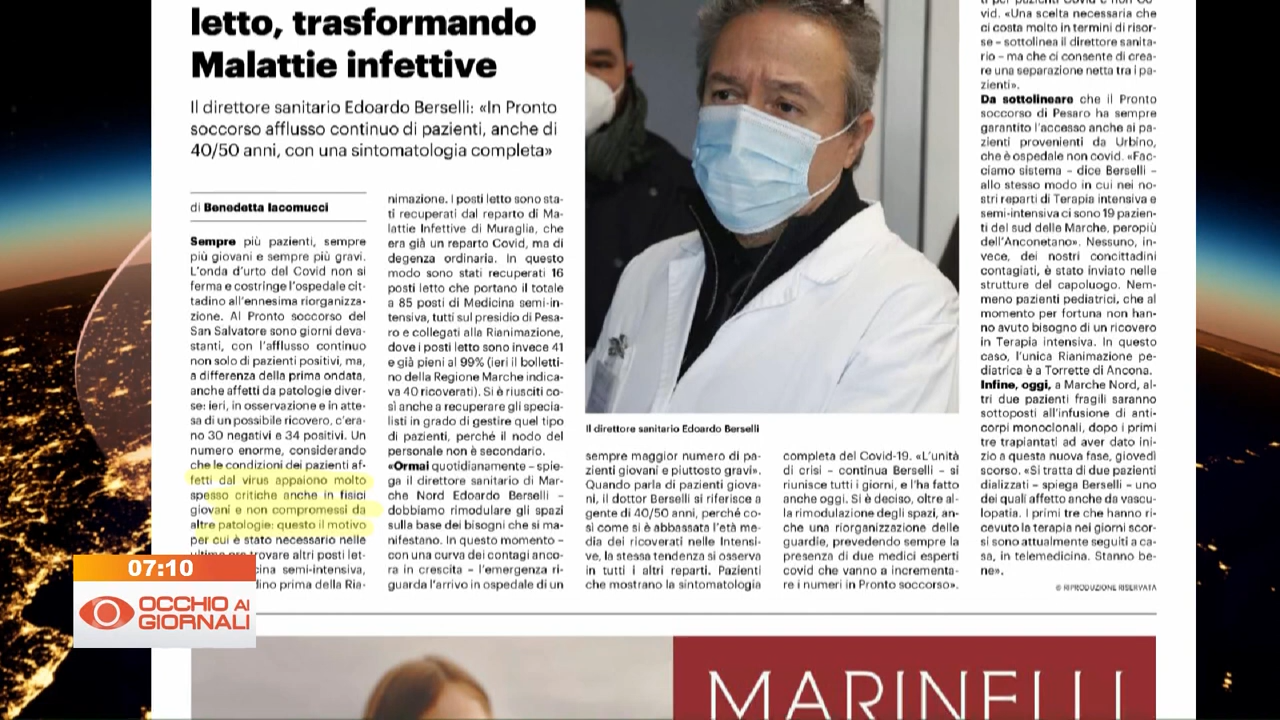 letto, trasformando
Malattie infettive
Il direttore sanitario Edoardo Berselli: «In Pronto
soccorso afflusso continuo di pazienti, anche di
40/50 anni, con una sintomatologia completa»
di Benedetta Iacomucci
Sempre più pazienti, sempre
più giovani e sempre più gravi.
L'onda d'urto del Covid non si
ferma e costringe l'ospedale cit-
tadino all'ennesima riorganizza-
zione. Al Pronto soccorso del
San Salvatore sono giorni deva-
stanti, con l'afflusso continuo
non solo di pazienti positivi, ma,
a differenza della prima ondata,
anche affetti da patologie diver-
se: ieri, in osservazione e in atte-
sa di un possibile ricovero, c'era-
no 30 negativi e 34 positivi. Un
numero enorme, considerando
che le condizioni dei pazienti af-
fetti dal virus appaiono molto
spesso critiche anche in fisici
giovani e non compromessi da
altre patologie: questo il motivo
per cui è stato necessario nelle
ultime ore trovare altri posti let-
cina semi-intensiva,
dino prima della Ria-
nimazione. I posti letto sono sta-
ti recuperati dal reparto di Ma-
lattie Infettive di Muraglia, che
era già un reparto Covid, ma di
degenza ordinaria. In questo
modo sono stati recuperati 16
posti letto che portano il totale
a 85 posti di Medicina semi-in-
tensiva, tutti sul presidio di Pesa-
ro e collegati alla Rianimazione,
dove i posti letto sono invece 41
e già pieni al 99% (ieri il bolletti-
no della Regione Marche indica-
va 40 ricoverati). Si è riusciti co-
sì anche a recuperare gli specia-
listi in grado di gestire quel tipo
di pazienti, perché il nodo del
personale non è secondario.
«Ormai quotidianamente – spie-
ga il direttore sanitario di Mar-
che Nord Edoardo Berselli –
dobbiamo rimodulare gli spazi
sulla base dei bisogni che si ma-
nifestano. In questo momento –
con una curva dei contagi anco-
ra in crescita – l'emergenza ri-
guarda l'arrivo in ospedale di un
Il direttore sanitario Edoardo Berselli
sempre maggior numero di pa-
zienti giovani e piuttosto gravi».
Quando parla di pazienti giova-
ni, il dottor Berselli si riferisce a
gente di 40/50 anni, perché co-
sì come si è abbassata l'età me-
dia dei ricoverati nelle Intensi-
ve, la stessa tendenza si osserva
in tutti i altri reparti. Pazienti
che mostrano la sintomatologia
completa del Covid-19. «L'unità
di crisi – continua Berselli – si
riunisce tutti i giorni, e l'ha fatto
anche oggi. Si è deciso, oltre al-
la rimodulazione degli spazi, an-
che una riorganizzazione delle
guardie, prevedendo sempre la
presenza di due medici esperti
covid che vanno a incrementa-
re i numeri in Pronto soccorso».
ti per pazienti Covid e non Co-
vid. «Una scelta necessaria che
ci costa molto in termini di risor-
se – sottolinea il direttore sanita-
rio – ma che ci consente di crea-
re una separazione netta tra i pa-
zienti».
Da sottolineare che il Pronto
soccorso di Pesaro ha sempre
garantito l'accesso anche ai pa-
zienti provenienti da Urbino,
che è ospedale non covid. «Fac-
ciamo sistema – dice Berselli –
allo stesso modo in cui nei no-
stri reparti di Terapia intensiva e
semi-intensiva ci sono 19 pazien-
ti del sud delle Marche, peropiù
dell'Anconetano». Nessuno, in-
vece, dei nostri concittadini
contagiati, è stato inviato nelle
strutture del capoluogo. Nem-
meno pazienti pediatrici, che al
momento per fortuna non han-
no avuto bisogno di un ricovero
in Terapia intensiva. In questo
caso, l'unica Rianimazione pe-
diatrica è a Torrette di Ancona.
Infine, oggi, a Marche Nord, al-
tri due pazienti fragili saranno
sottoposti all'infusione di anti-
corpi monoclonali, dopo i primi
tre trapiantati ad aver dato ini-
zio a questa nuova fase, giovedì
scorso. «Si tratta di due pazienti
dializzati – spiega Berselli – uno
dei quali affetto anche da vascu-
lopatia. I primi tre che hanno ri-
cevuto la terapia nei giorni scor-
si sono attualmente seguiti a ca-
sa, in telemedicina. Stanno be-
ne».
© RIPRODUZIONE RISERVATA
07:10
OCCHIO AI
GIORNALI
MARINELLI